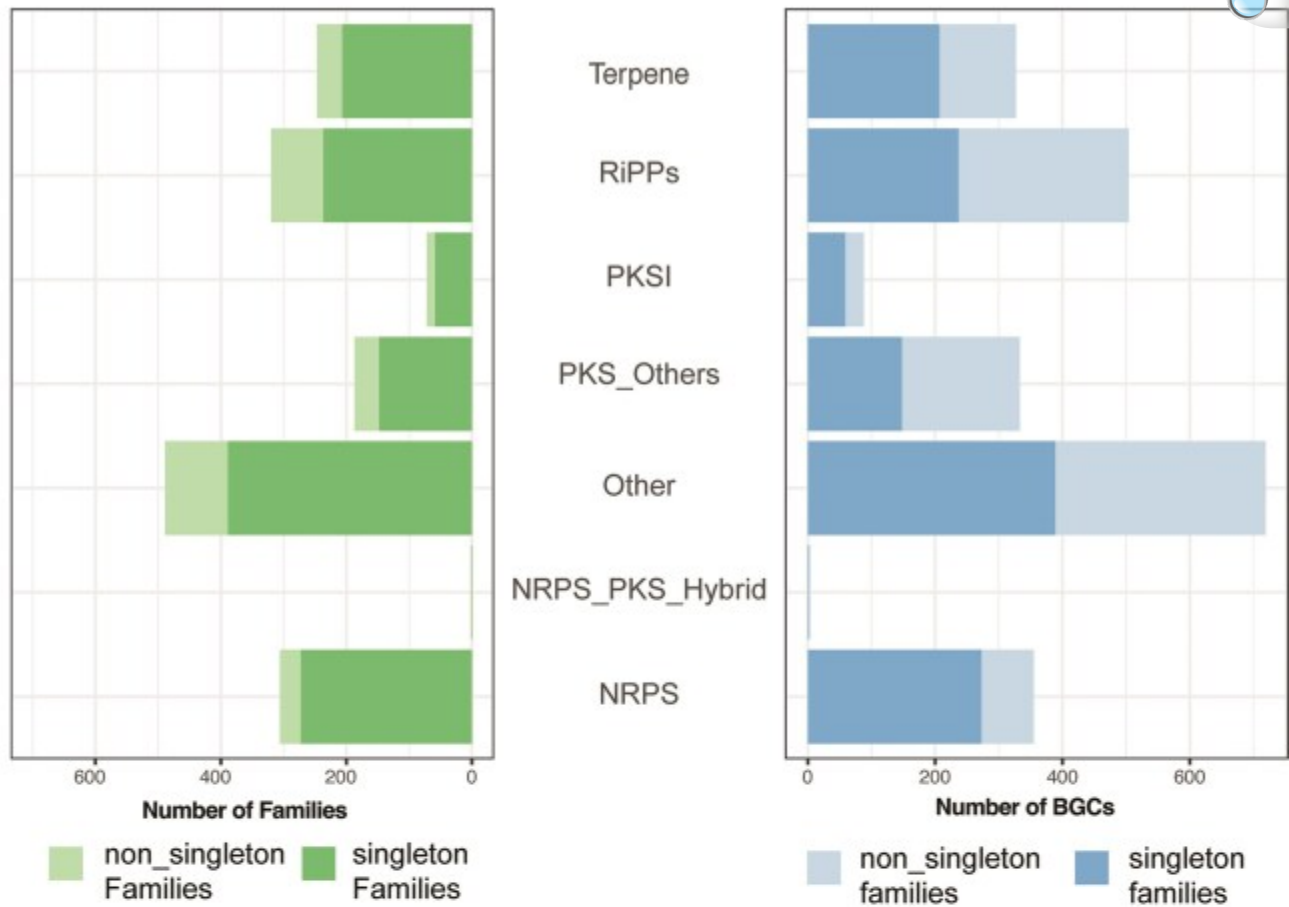 Terpene
RiPPs
PKSI
PKS_Others
Other
NRPS_PKS_Hybrid
NRPS
600 400 200 0
Number of Families
non_singleton Families
singleton Families
0 200 400 600
Number of BGCs
non_singleton families
singleton families